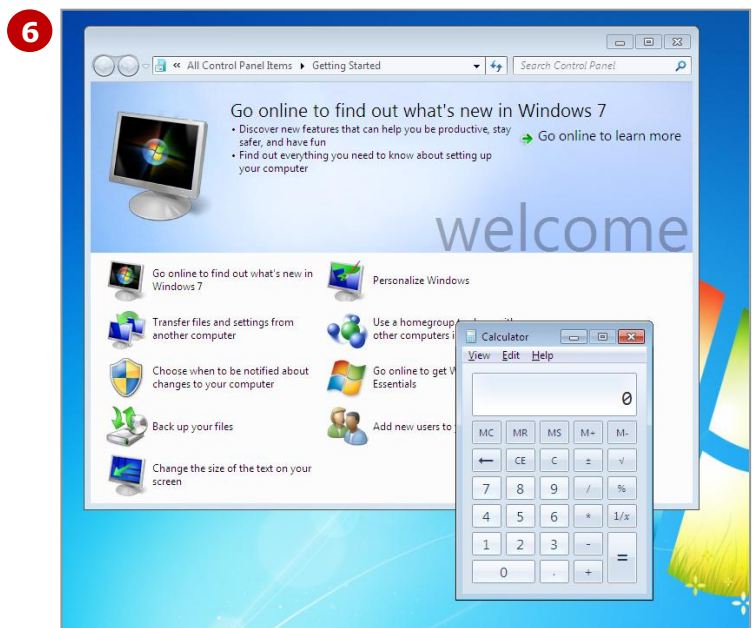 6
« All Control Panel Items ▸ Getting Started
Search Control Panel
Go online to find out what's new in Windows 7
• Discover new features that can help you be productive, stay
safer, and have fun
• Find out everything you need to know about setting up
your computer
Go online to learn more
welcome
Go online to find out what's new in
Windows 7
Personalize Windows
Transfer files and settings from
another computer
Use a homegroup
other computers
Choose when to be notified about
changes to your computer
Go online to get
Essentials
Back up your files
Add new users to
Change the size of the text on your
screen
Calculator
View Edit Help
0
MC MR MS M+ M-
← CE C ± √
7 8 9 / %
4 5 6 * 1/x
1 2 3 - =
0 . +